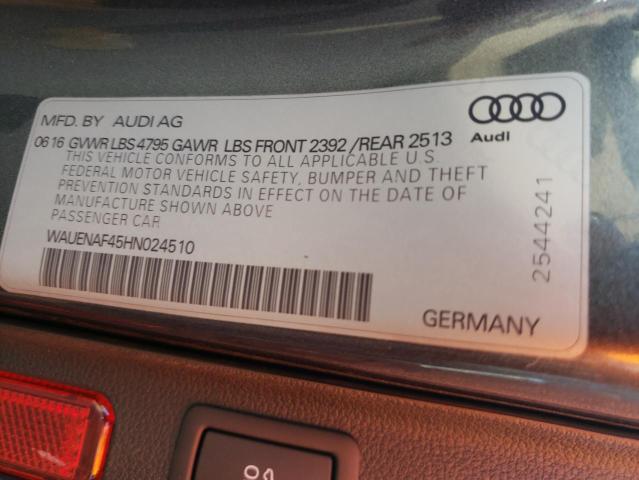 MFD. BY AUDI AG
Audi
0616 GVWR LBS 4795 GAWR LBS FRONT 2392 /REAR 2513
THIS VEHICLE CONFORMS TO ALL APPLICABLE U.S.
FEDERAL MOTOR VEHICLE SAFETY, BUMPER AND THEFT
PREVENTION STANDARDS IN EFFECT ON THE DATE OF
MANUFACTURE SHOWN ABOVE
PASSENGER CAR
WAUENAF45HN024510
2544241
GERMANY